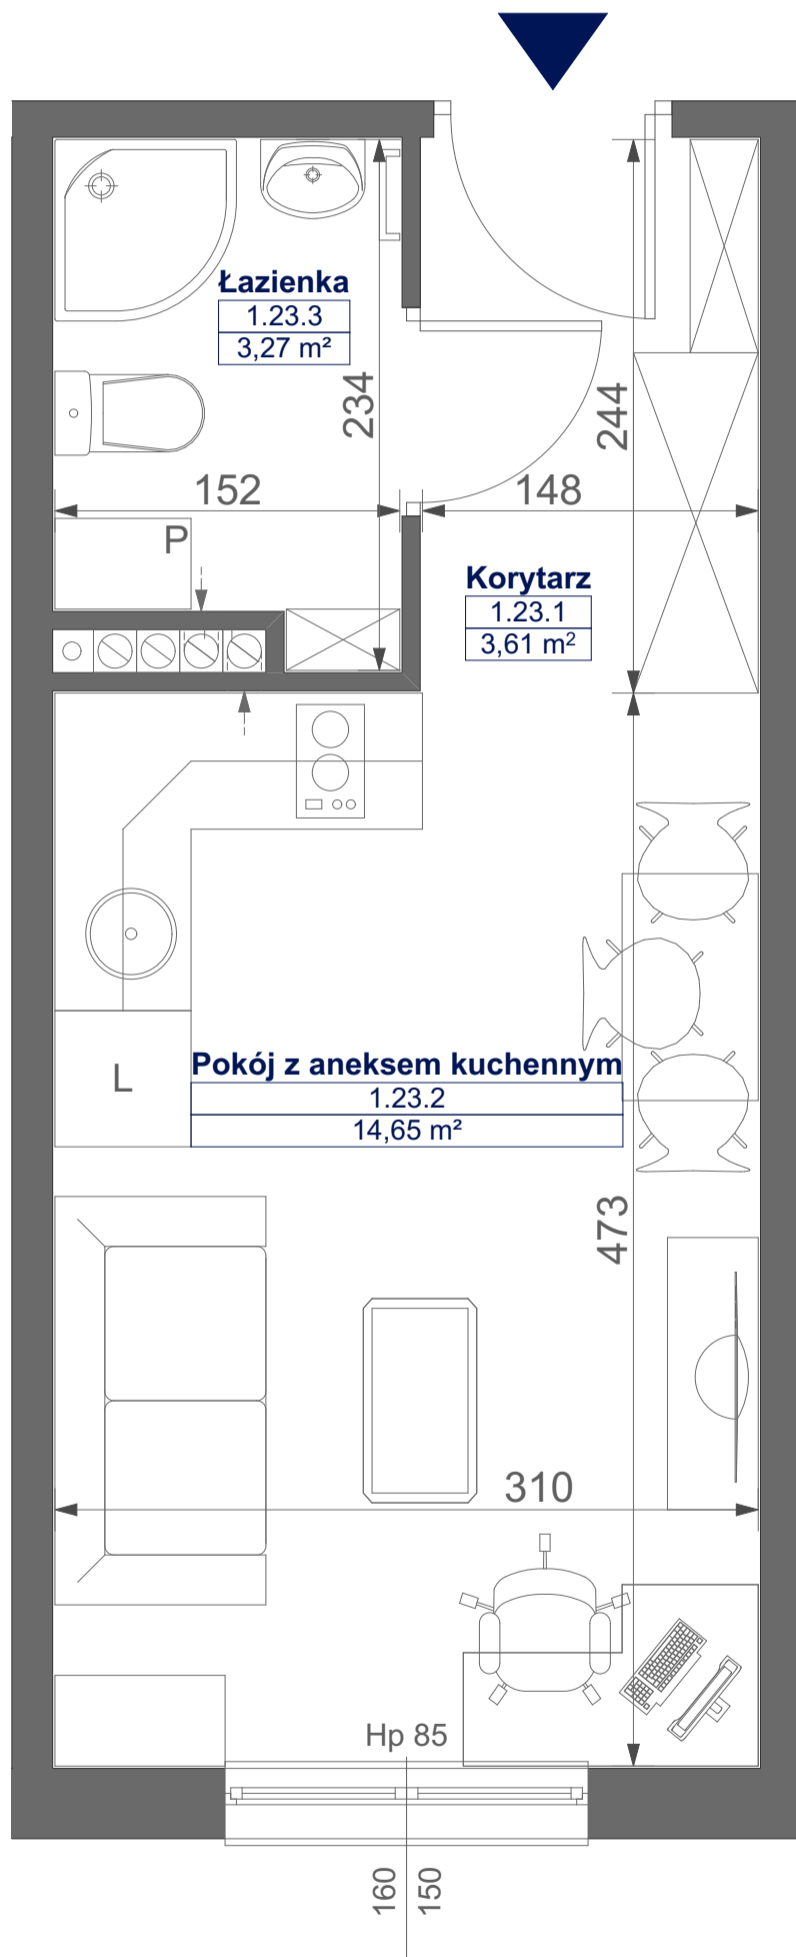 Łazienka
1.23.3
3,27 m²
234
244
152
148
P
Korytarz
1.23.1
3,61 m²
L
Pokój z aneksem kuchennym
1.23.2
14,65 m²
473
310
Hp 85
160
150